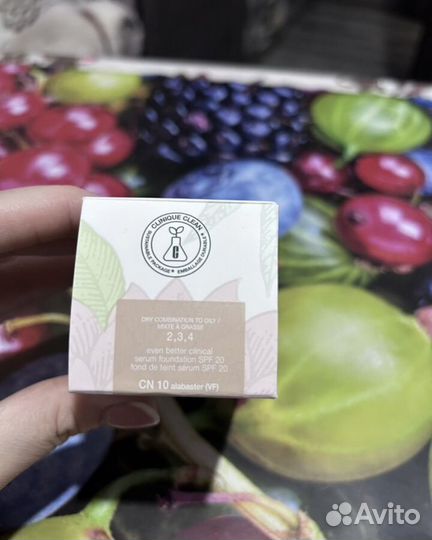 CLINIQUE CLEAN
SUSTAINABLE PACKAGE
EMBALLAGE DURABLE
C
DRY COMBINATION TO OILY /
MIXTE À GRASSE
2,3,4
even better clinical
serum foundation SPF 20
fond de teint sérum SPF 20
CN 10 alabaster (VF)
Avito